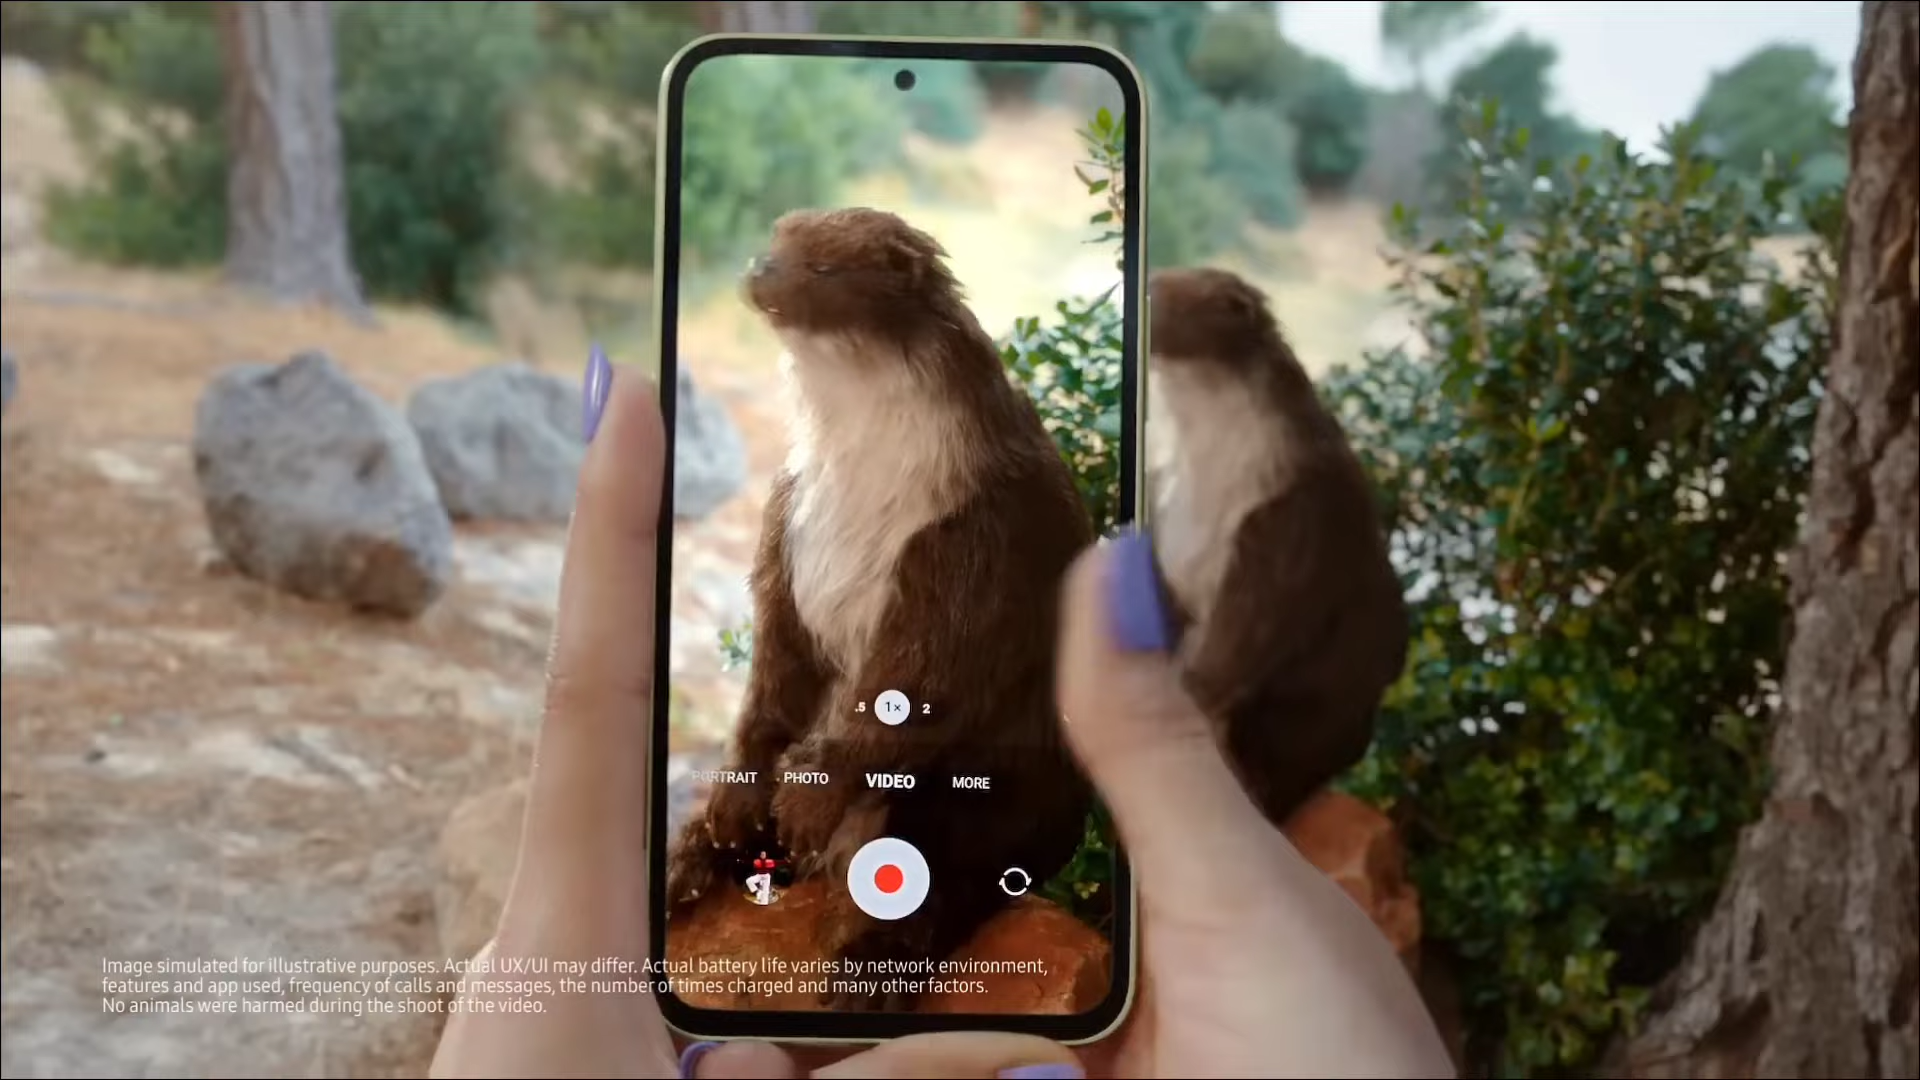 .5 1× 2
PORTRAIT PHOTO VIDEO MORE
Image simulated for illustrative purposes. Actual UX/UI may differ. Actual battery life varies by network environment,
features and app used, frequency of calls and messages, the number of times charged and many other factors.
No animals were harmed during the shoot of the video.